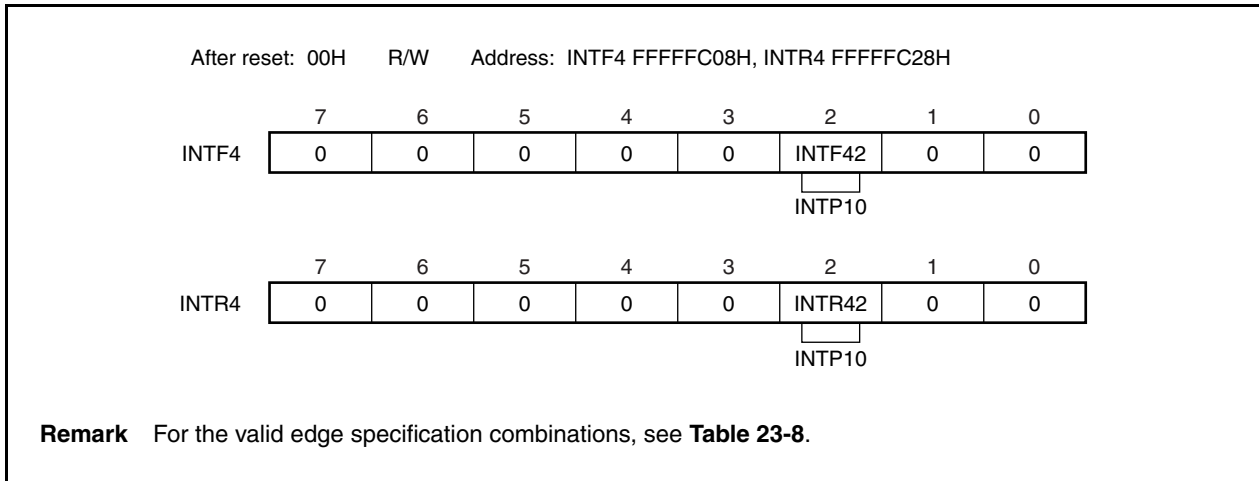 After reset: 00H R/W Address: INTF4 FFFFFC08H, INTR4 FFFFFC28H
7 6 5 4 3 2 1 0
INTF4 0 0 0 0 0 INTF42 0 0
INTP10
7 6 5 4 3 2 1 0
INTR4 0 0 0 0 0 INTR42 0 0
INTP10
Remark For the valid edge specification combinations, see Table 23-8.